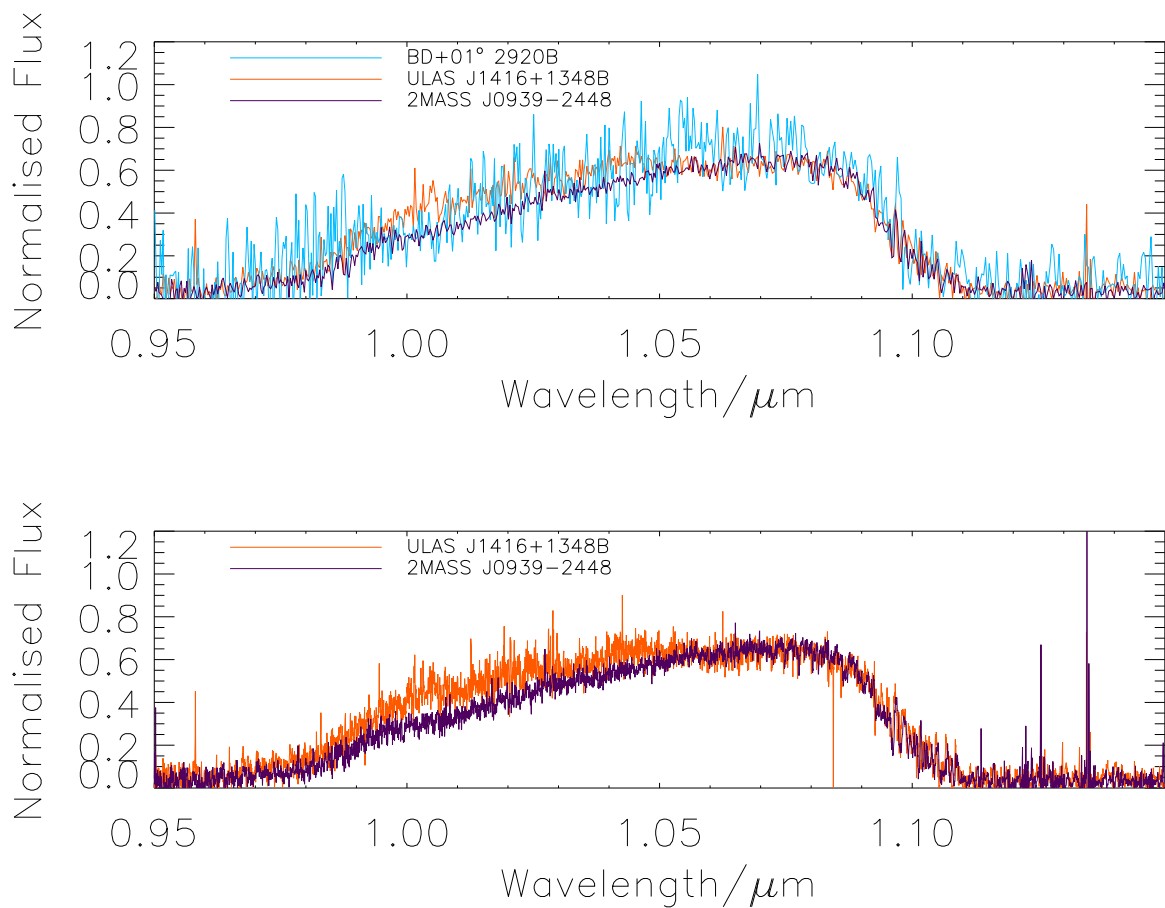 Normalised Flux
1.2
1.0
0.8
0.6
0.4
0.2
0.0
BD+01° 2920B
ULAS J1416+1348B
2MASS J0939−2448
0.95 1.00 1.05 1.10
Wavelength/μm
Normalised Flux
1.2
1.0
0.8
0.6
0.4
0.2
0.0
ULAS J1416+1348B
2MASS J0939−2448
0.95 1.00 1.05 1.10
Wavelength/μm